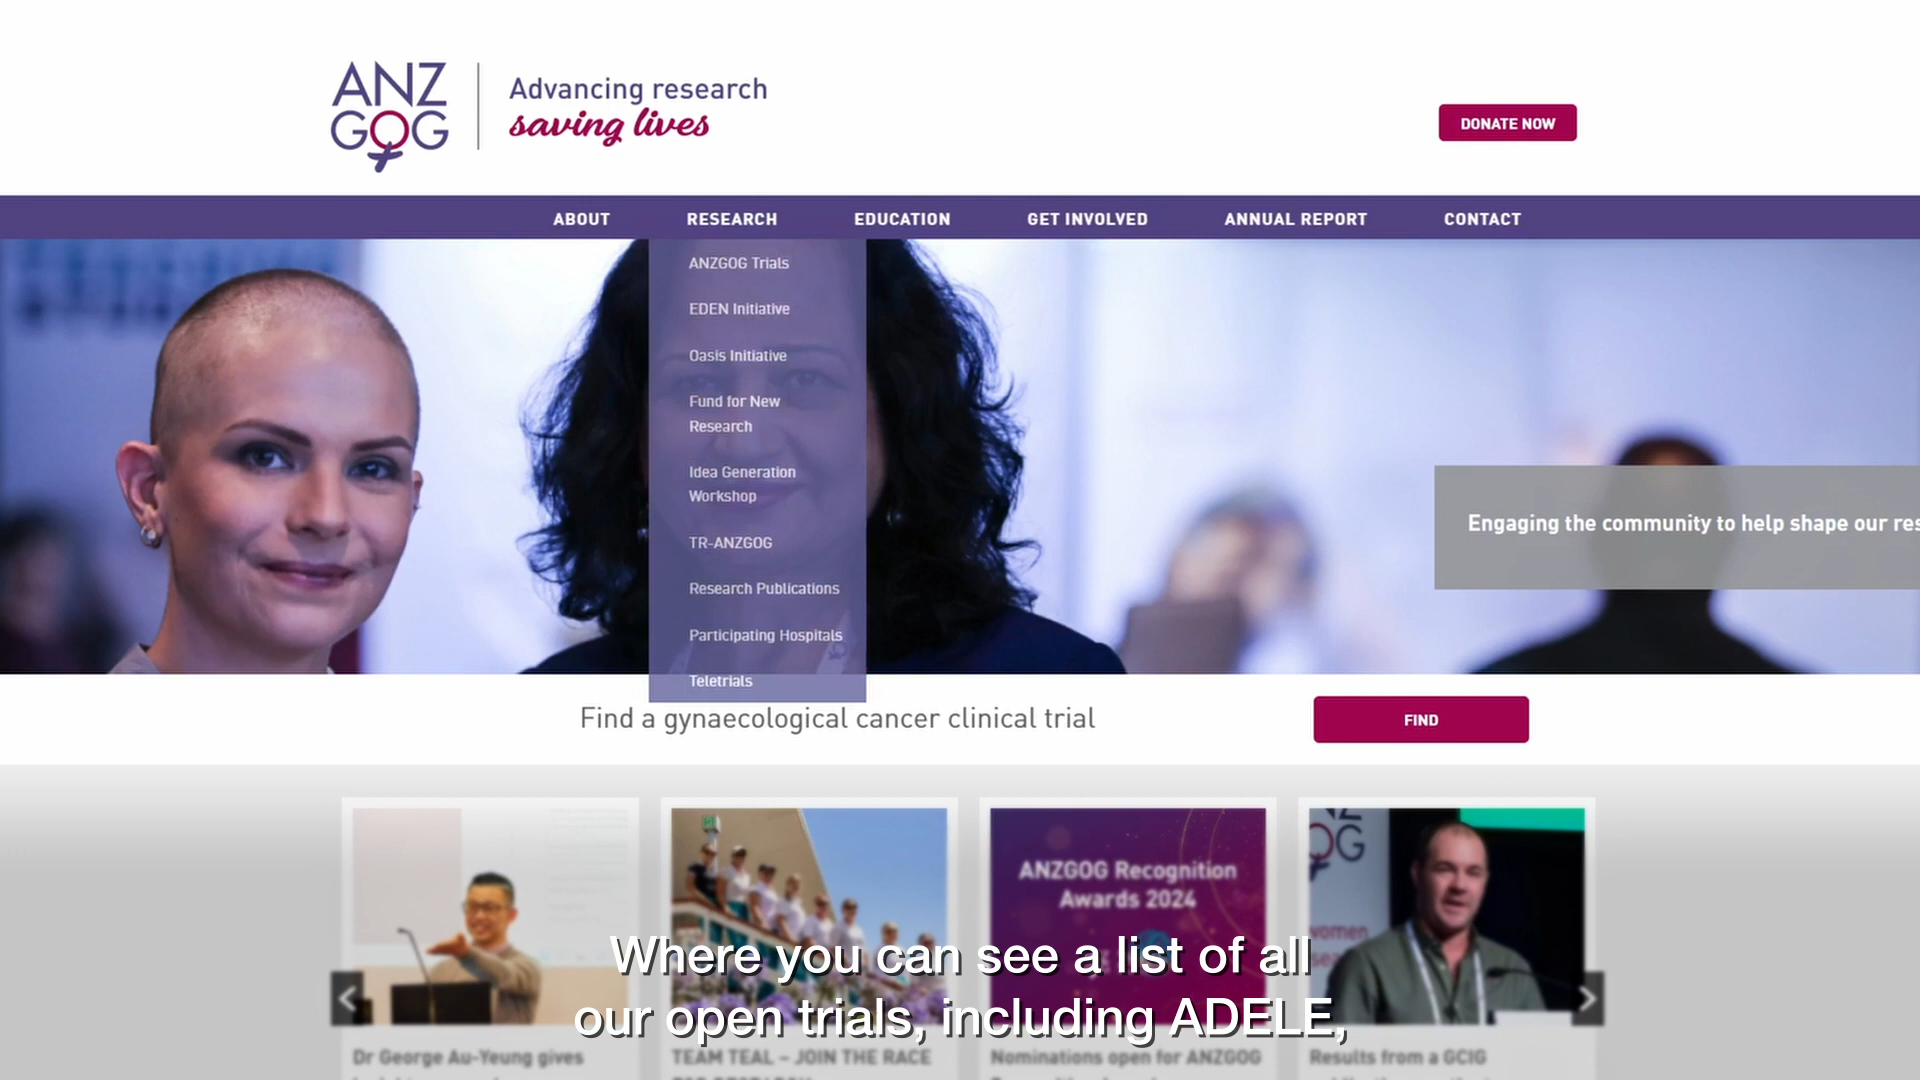 ANZ
GOG
Advancing research
saving lives
DONATE NOW
ABOUT RESEARCH EDUCATION GET INVOLVED ANNUAL REPORT CONTACT
ANZGOG Trials
EDEN Initiative
Oasis Initiative
Fund for New
Research
Idea Generation
Workshop
TR-ANZGOG
Research Publications
Participating Hospitals
Teletrials
Engaging the community to help shape our res
Find a gynaecological cancer clinical trial
FIND
ANZGOG Recognition
Awards 2024
OG
women
Where you can see a list of all
our open trials, including ADELE,
Dr George Au-Yeung gives
TEAM TEAL – JOIN THE RACE
Nominations open for ANZGOG
Results from a GCIG